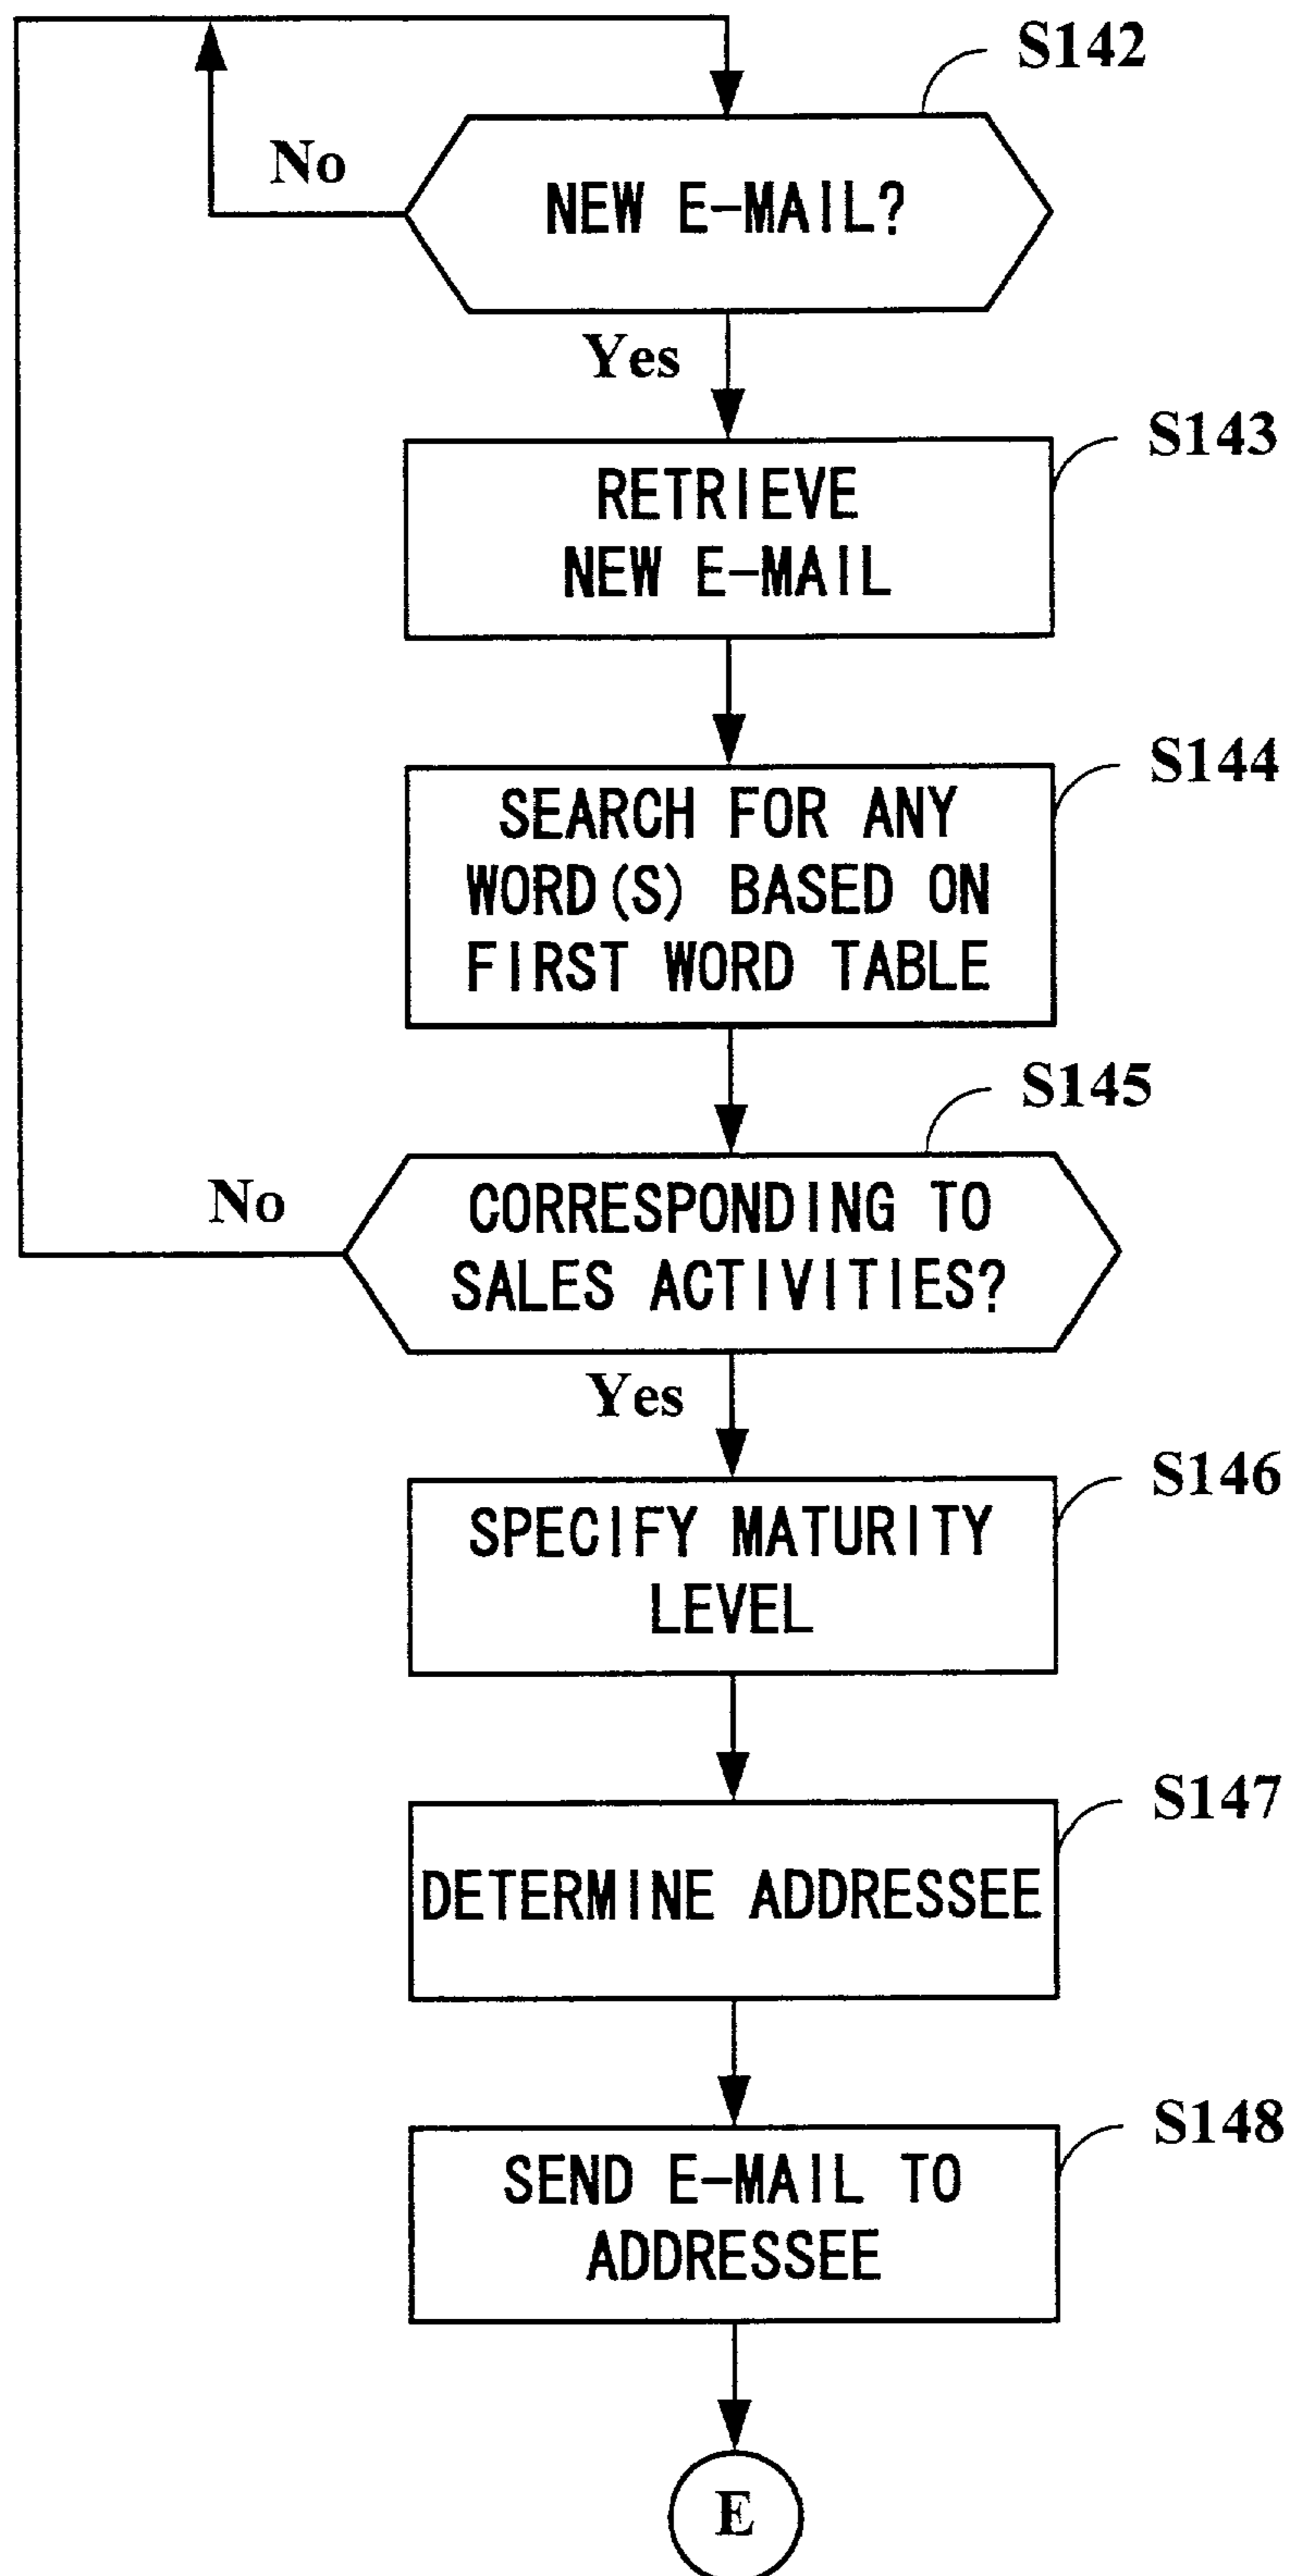 S142
No
NEW E-MAIL?
Yes
S143
RETRIEVE
NEW E-MAIL
S144
SEARCH FOR ANY
WORD(S) BASED ON
FIRST WORD TABLE
S145
No
CORRESPONDING TO
SALES ACTIVITIES?
Yes
S146
SPECIFY MATURITY
LEVEL
S147
DETERMINE ADDRESSEE
S148
SEND E-MAIL TO
ADDRESSEE
E